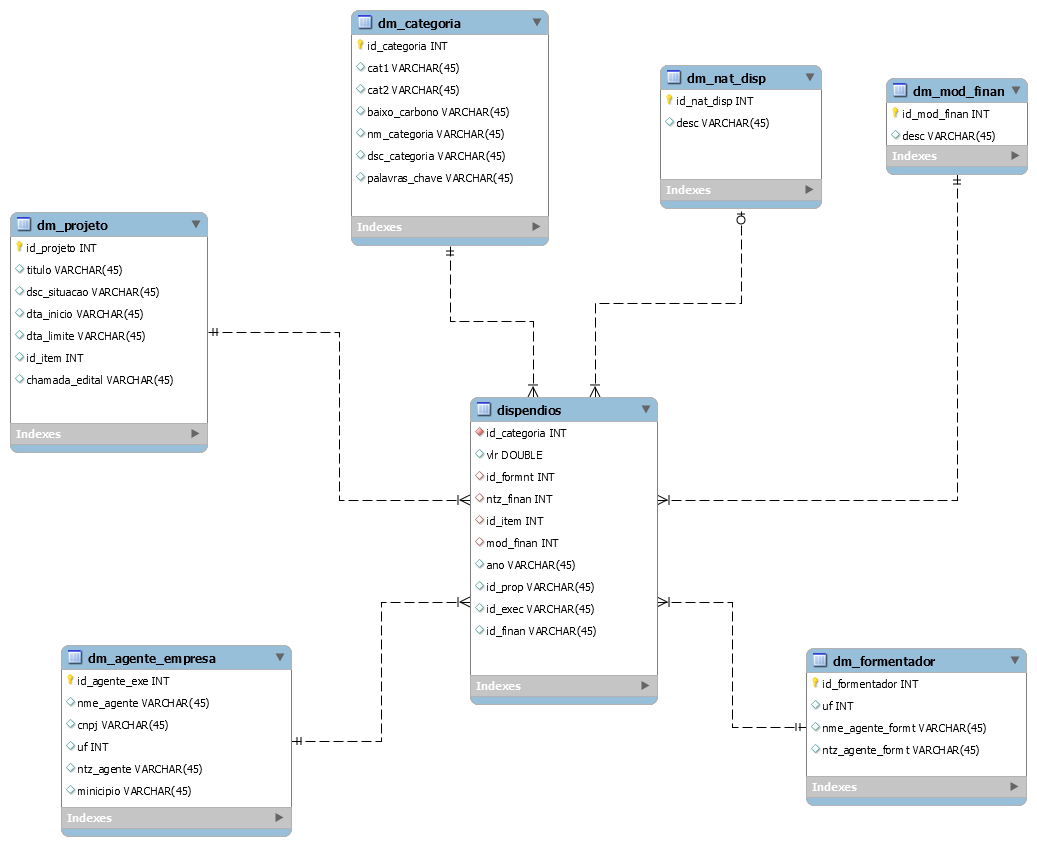 dm_categoria
id_categoria INT
cat1 VARCHAR(45)
cat2 VARCHAR(45)
baixo_carbono VARCHAR(45)
nm_categoria VARCHAR(45)
dsc_categoria VARCHAR(45)
palavras_chave VARCHAR(45)
Indexes
dm_nat_disp
id_nat_disp INT
desc VARCHAR(45)
Indexes
dm_mod_finan
id_mod_finan INT
desc VARCHAR(45)
Indexes
dm_projeto
id_projeto INT
titulo VARCHAR(45)
dsc_situacao VARCHAR(45)
dta_inicio VARCHAR(45)
dta_limite VARCHAR(45)
id_item INT
chamada_edital VARCHAR(45)
Indexes
dispendios
id_categoria INT
vlr DOUBLE
id_formnt INT
ntz_finan INT
id_item INT
mod_finan INT
ano VARCHAR(45)
id_prop VARCHAR(45)
id_exec VARCHAR(45)
id_finan VARCHAR(45)
Indexes
dm_agente_empresa
id_agente_exe INT
nme_agente VARCHAR(45)
cnpj VARCHAR(45)
uf INT
ntz_agente VARCHAR(45)
minicipio VARCHAR(45)
Indexes
dm_formentador
id_formentador INT
uf INT
nme_agente_formt VARCHAR(45)
ntz_agente_formt VARCHAR(45)
Indexes